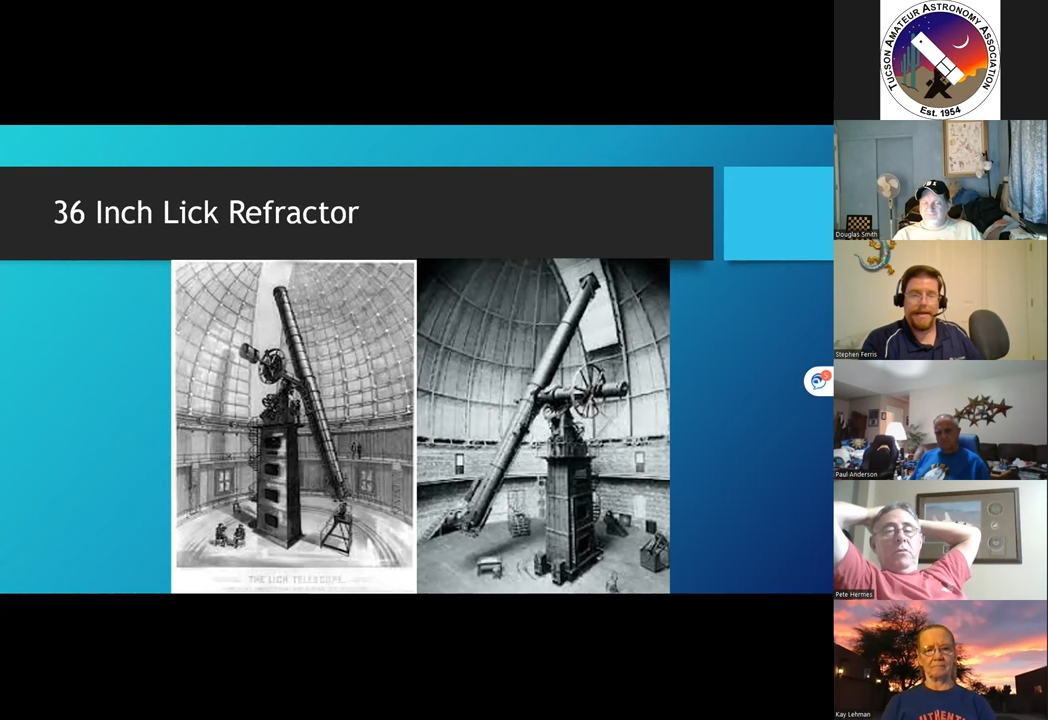 36 Inch Lick Refractor
THE LICK TELESCOPE.
TUCSON AMATEUR ASTRONOMY ASSOCIATION
Est. 1954
Douglas Smith
Stephen Ferris
Paul Anderson
Pete Hermes
Kay Lehman